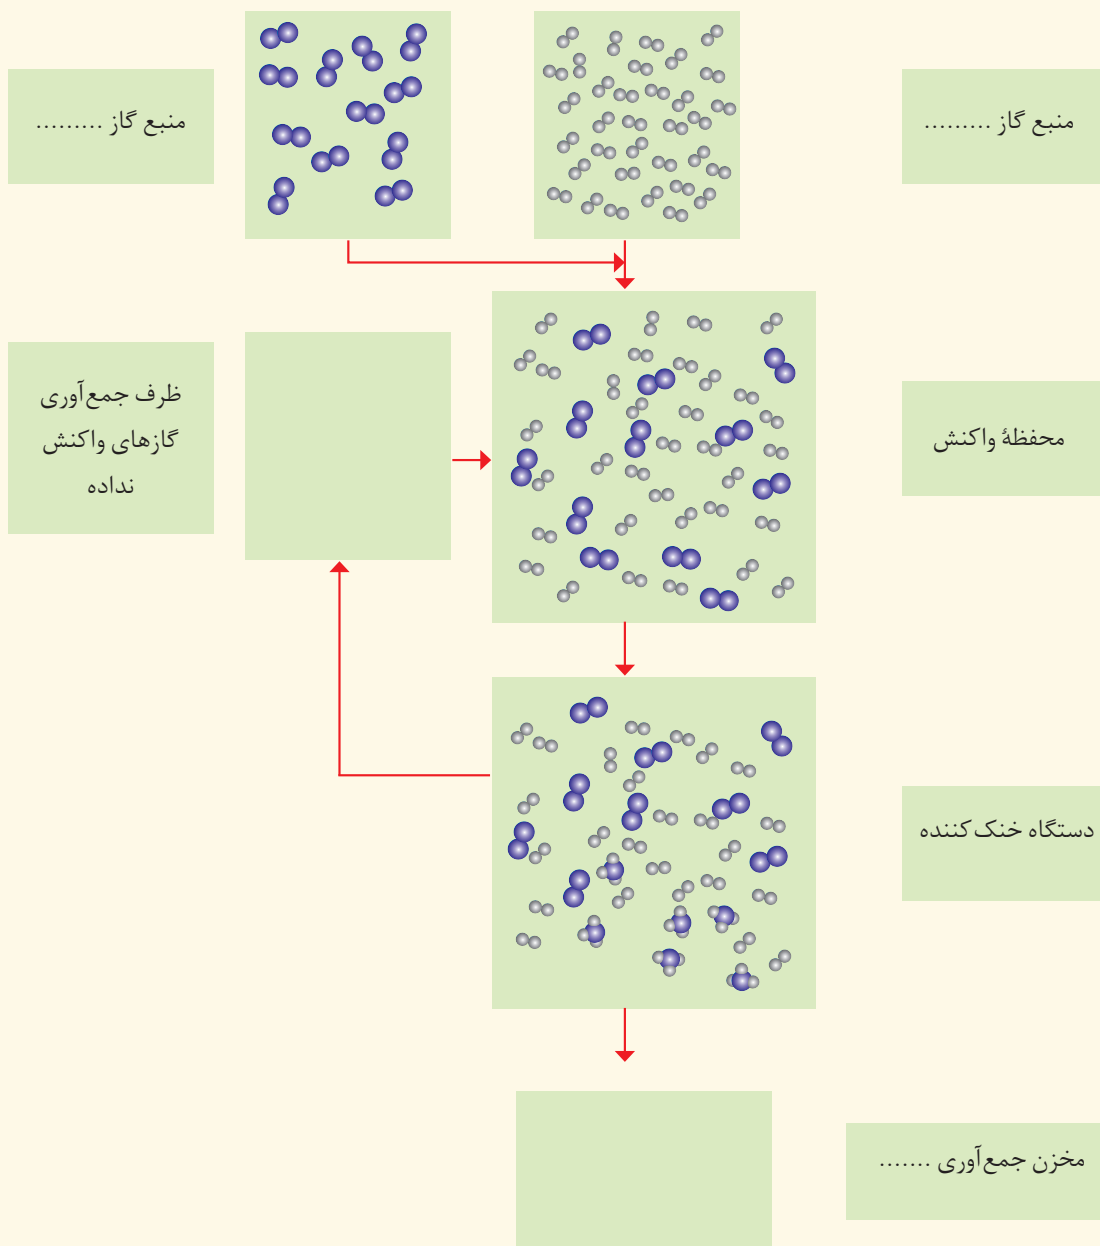 منبع گاز .........
منبع گاز .........
ظرف جمع‌آوری
گازهای واکنش
نداده
محفظهٔ واکنش
دستگاه خنک‌کننده
مخزن جمع‌آوری .......